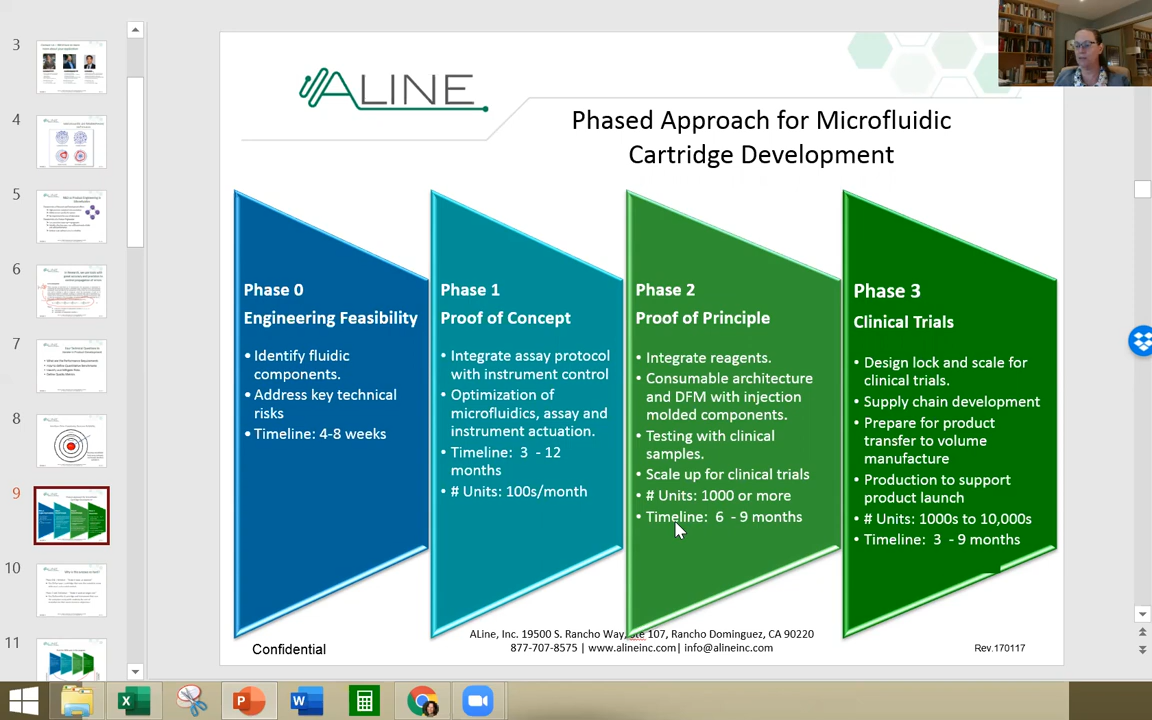 3
4
5
6
7
8
9
10
11
ALINE
Phased Approach for Microfluidic
Cartridge Development
Phase 0
Engineering Feasibility
• Identify fluidic
components.
• Address key technical
risks
• Timeline: 4-8 weeks
Phase 1
Proof of Concept
• Integrate assay protocol
with instrument control
• Optimization of
microfluidics, assay and
instrument actuation.
• Timeline: 3 - 12
months
• # Units: 100s/month
Phase 2
Proof of Principle
• Integrate reagents.
• Consumable architecture
and DFM with injection
molded components.
• Testing with clinical
samples.
• Scale up for clinical trials
• # Units: 1000 or more
• Timeline: 6 - 9 months
Phase 3
Clinical Trials
• Design lock and scale for
clinical trials.
• Supply chain development
• Prepare for product
transfer to volume
manufacture
• Production to support
product launch
• # Units: 1000s to 10,000s
• Timeline: 3 - 9 months
Confidential
ALine, Inc. 19500 S. Rancho Way, Ste 107, Rancho Dominguez, CA 90220
877-707-8575 | www.alineinc.com| info@alineinc.com
Rev.170117